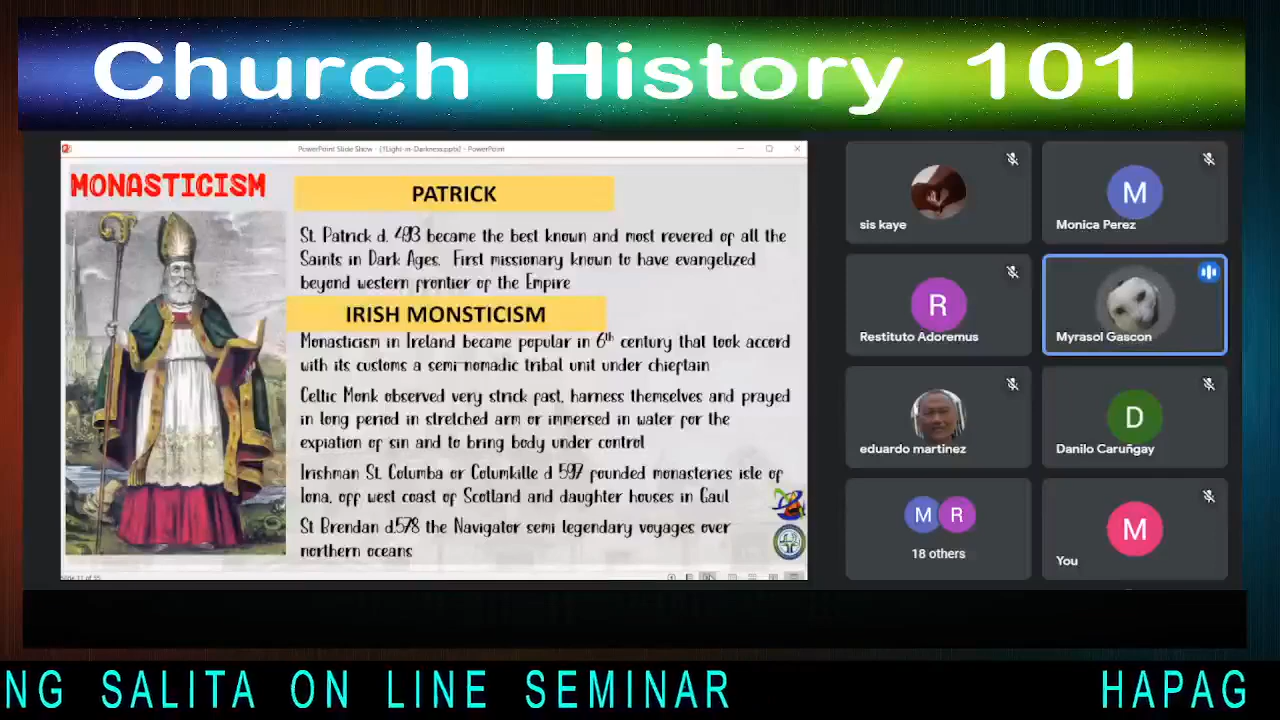 Church History 101
PowerPoint Slide Show - [1Light-in-Darkness.pptx] - PowerPoint
MONASTICISM
PATRICK
St. Patrick d. 493 became the best known and most revered of all the
Saints in Dark Ages. First missionary known to have evangelized
beyond western frontier of the Empire
IRISH MONSTICISM
Monasticism in Ireland became popular in 6th century that took accord
with its customs a semi-nomadic tribal unit under chieftain
Celtic Monk observed very strick fast, harness themselves and prayed
in long period in stretched arm or immersed in water for the
expiation of sin and to bring body under control
Irishman St. Columba or Columkille d 597 founded monasteries isle of
Iona, off west coast of Scotland and daughter houses in Gaul
St Brendan d.578 the Navigator semi legendary voyages over
northern oceans
sis kaye
M
Monica Perez
R
Restituto Adoremus
Myrasol Gascon
eduardo martinez
D
Danilo Caruñgay
M R
18 others
M
You
NG SALITA ON LINE SEMINAR HAPAG